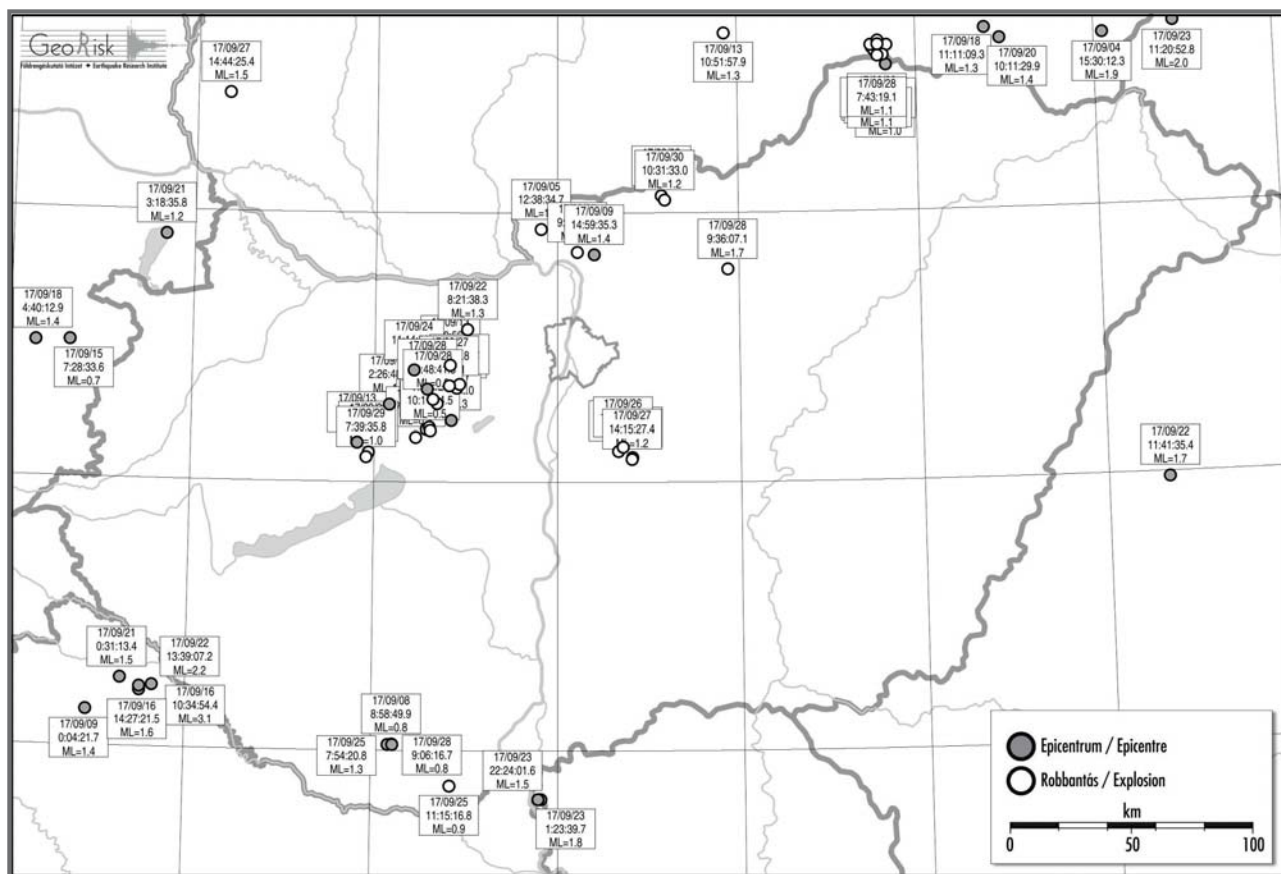 GeoRisk
Földrengéskutató Intézet ✦ Earthquake Research Institute
17/09/27
14:44:25.4
ML=1.5
17/09/13
10:51:57.9
ML=1.3
17/09/18
11:11:09.3
ML=1.3
17/09/20
10:11:29.9
ML=1.4
17/09/04
15:30:12.3
ML=1.9
17/09/23
11:20:52.8
ML=2.0
17/09/28
7:43:19.1
ML=1.1
ML=1.1
ML=1.0
17/09/30
10:31:33.0
ML=1.2
17/09/21
3:18:35.8
ML=1.2
17/09/05
12:38:34.7
17/09/09
14:59:35.3
ML=1.4
17/09/28
9:36:07.1
ML=1.7
17/09/18
4:40:12.9
ML=1.4
17/09/15
7:28:33.6
ML=0.7
17/09/22
8:21:38.3
ML=1.3
17/09/24
17/09/28
17/09/28
ML=0.5
17/09/13
17/09/29
7:39:35.8
ML=1.0
17/09/26
17/09/27
14:15:27.4
ML=1.2
17/09/22
11:41:35.4
ML=1.7
17/09/21
0:31:13.4
ML=1.5
17/09/22
13:39:07.2
ML=2.2
17/09/16
10:34:54.4
ML=3.1
17/09/16
14:27:21.5
ML=1.6
17/09/09
0:04:21.7
ML=1.4
17/09/08
8:58:49.9
ML=0.8
17/09/25
7:54:20.8
ML=1.3
17/09/28
9:06:16.7
ML=0.8
17/09/25
11:15:16.8
ML=0.9
17/09/23
22:24:01.6
ML=1.5
17/09/23
1:23:39.7
ML=1.8
Epicentrum / Epicentre
Robbantás / Explosion
km
0 50 100